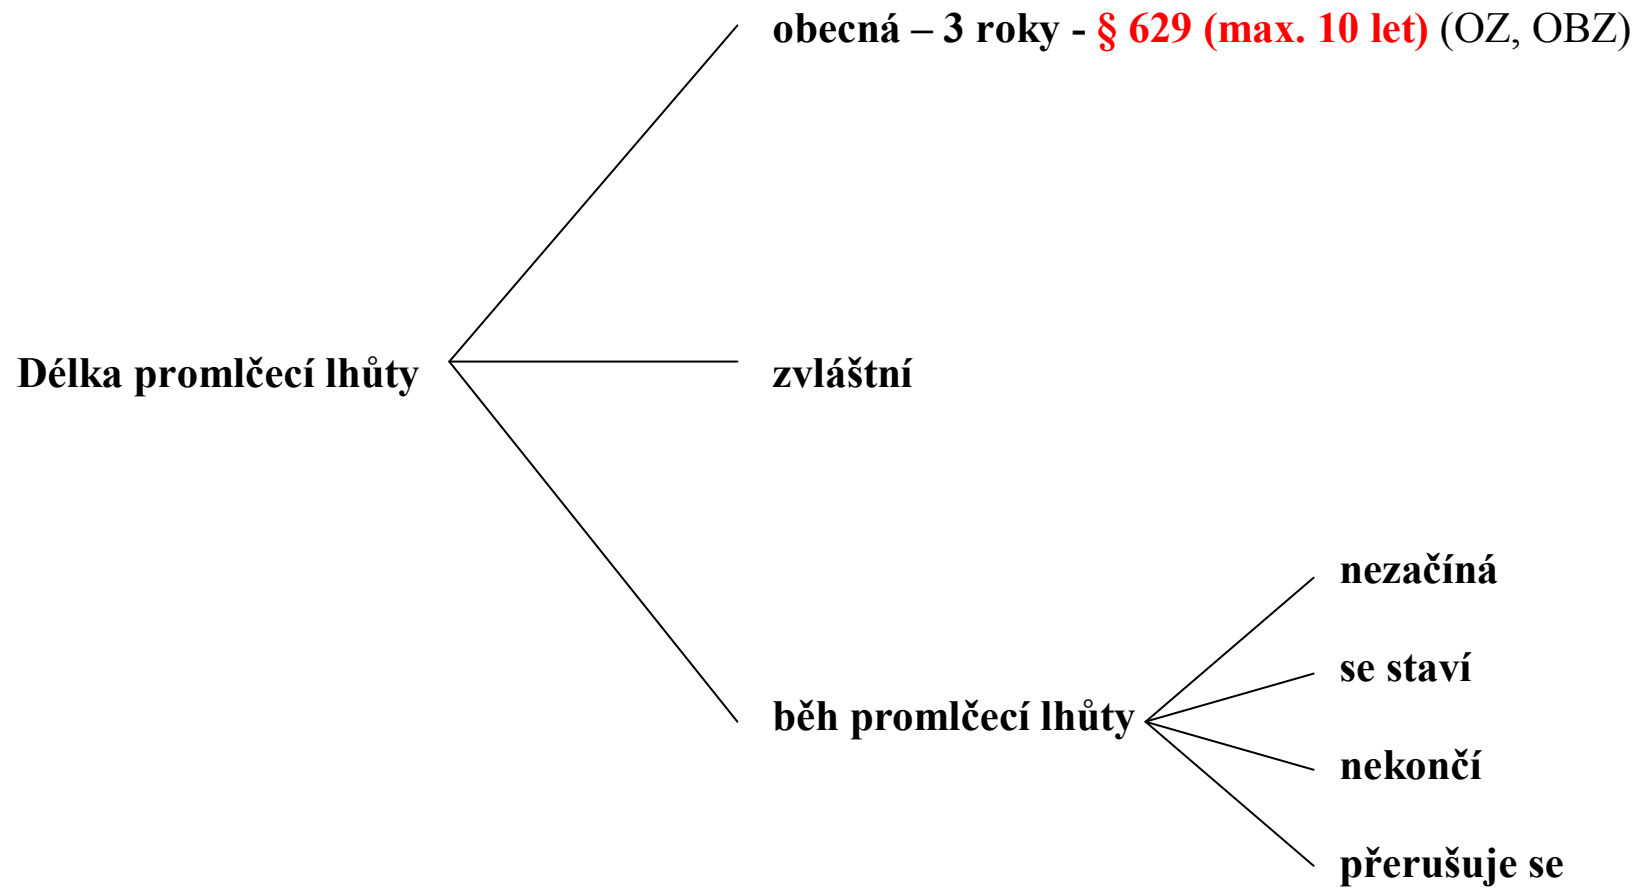 obecná – 3 roky - § 629 (max. 10 let) (OZ, OBZ)
Délka promlčecí lhůty
zvláštní
běh promlčecí lhůty
nezačíná
se staví
nekončí
přerušuje se